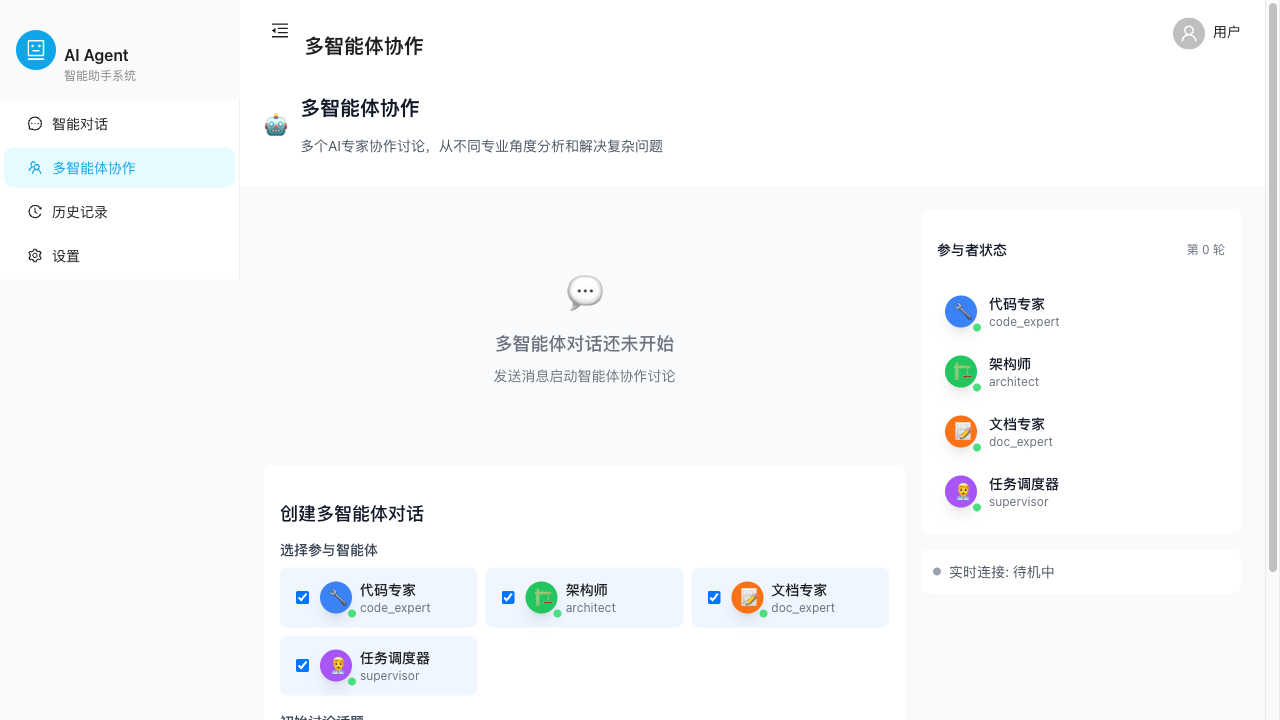 AI Agent
智能助手系统
智能对话
多智能体协作
历史记录
设置
多智能体协作
用户
多智能体协作
多个AI专家协作讨论，从不同专业角度分析和解决复杂问题
多智能体对话还未开始
发送消息启动智能体协作讨论
创建多智能体对话
选择参与智能体
代码专家
code_expert
架构师
architect
文档专家
doc_expert
任务调度器
supervisor
初始讨论话题
参与者状态
第 0 轮
代码专家
code_expert
架构师
architect
文档专家
doc_expert
任务调度器
supervisor
实时连接: 待机中